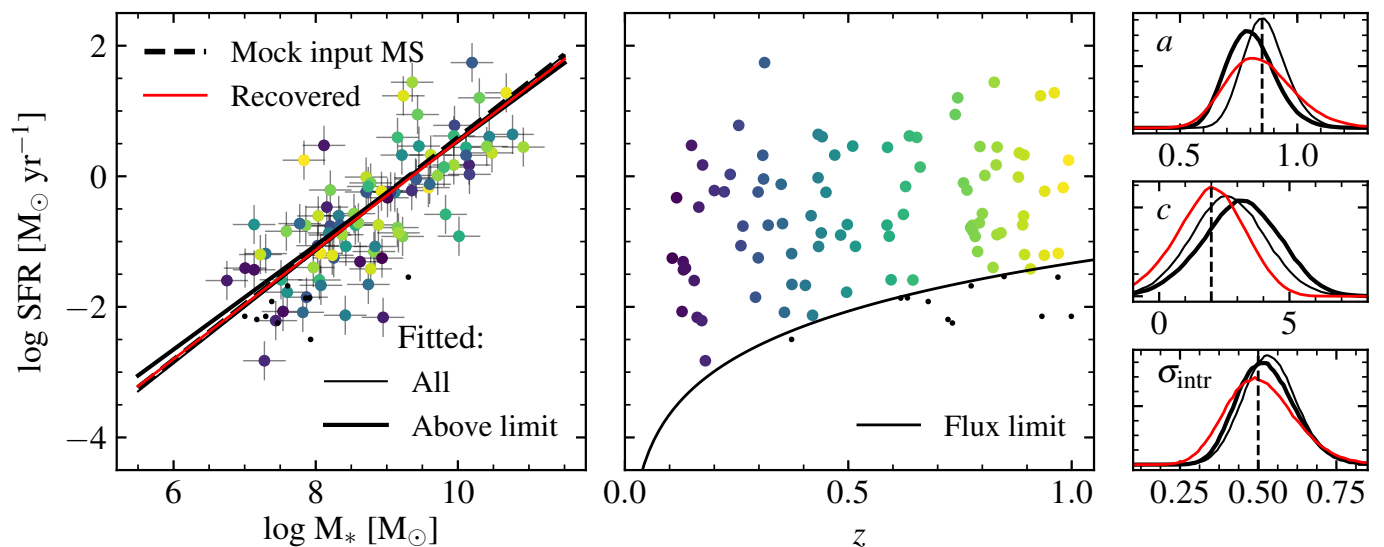 log SFR [M⊙ yr⁻¹]
2
0
−2
−4
Mock input MS
Recovered
Fitted:
All
Above limit
6
8
10
log M* [M⊙]
Flux limit
0.0
0.5
1.0
z
a
0.5
1.0
c
0
5
σintr
0.25
0.50
0.75